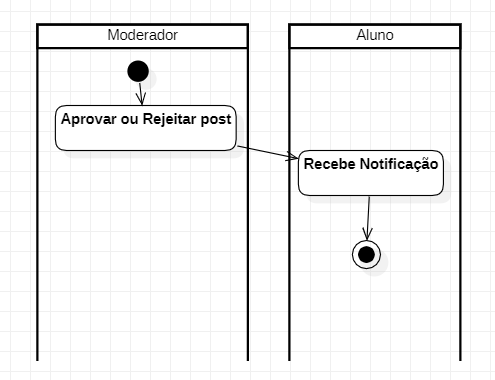 Moderador
Aluno
Aprovar ou Rejeitar post
Recebe Notificação